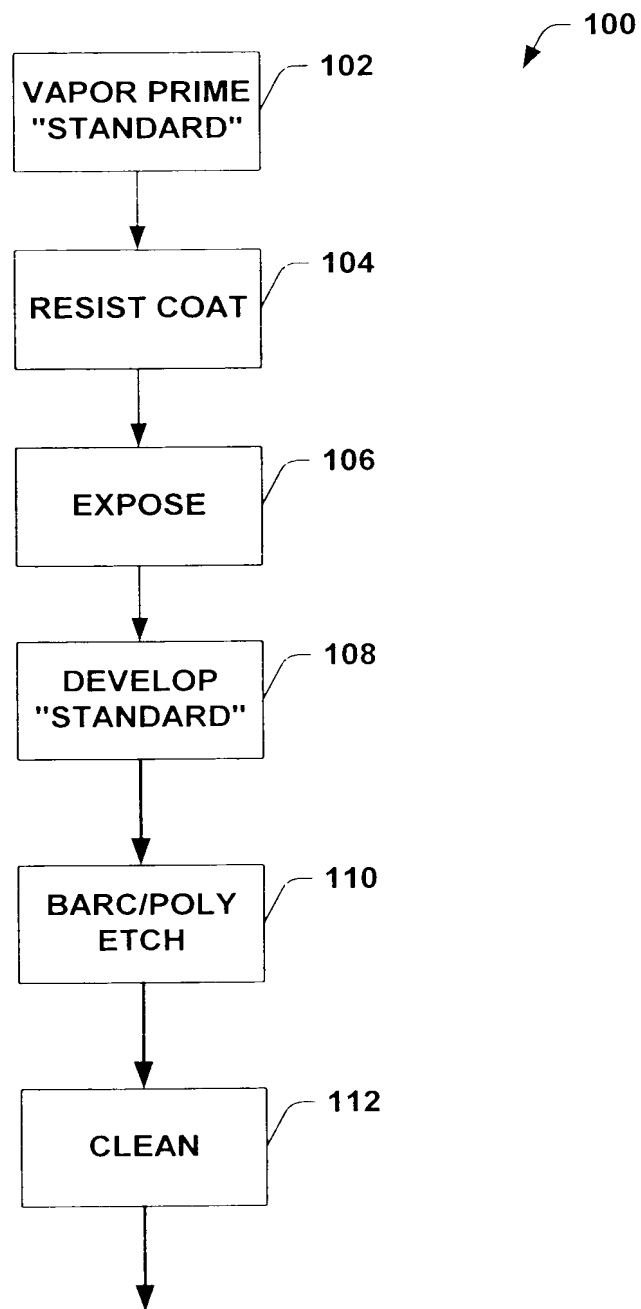 100
102
VAPOR PRIME
"STANDARD"
104
RESIST COAT
106
EXPOSE
108
DEVELOP
"STANDARD"
110
BARC/POLY
ETCH
112
CLEAN